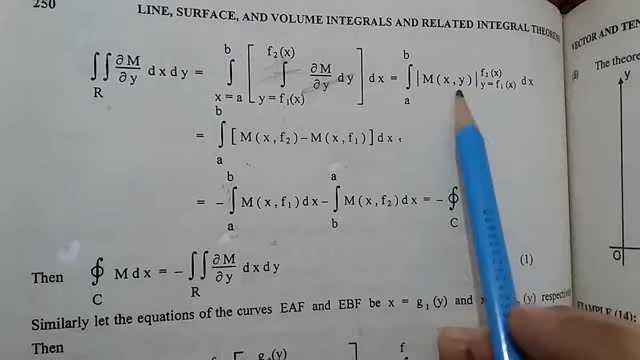 250
LINE, SURFACE, AND VOLUME INTEGRALS AND RELATED INTEGRAL THEOREMS
∬_R ∂M/∂y dx dy = ∫_{x=a}^{b} [ ∫_{y=f₁(x)}^{f₂(x)} ∂M/∂y dy ] dx = ∫_a^b |M(x,y)|_{y=f₁(x)}^{f₂(x)} dx
= ∫_a^b [M(x,f₂)−M(x,f₁)] dx,
= −∫_a^b M(x,f₁) dx − ∫_b^a M(x,f₂) dx = −∮_C
Then ∮_C M dx = −∬_R ∂M/∂y dx dy (1)
Similarly let the equations of the curves EAF and EBF be x = g₁(y) and (y) respectively
Then
g₂(y) f
VECTOR AND TEN
The theore
y
O
EXAMPLE (14):